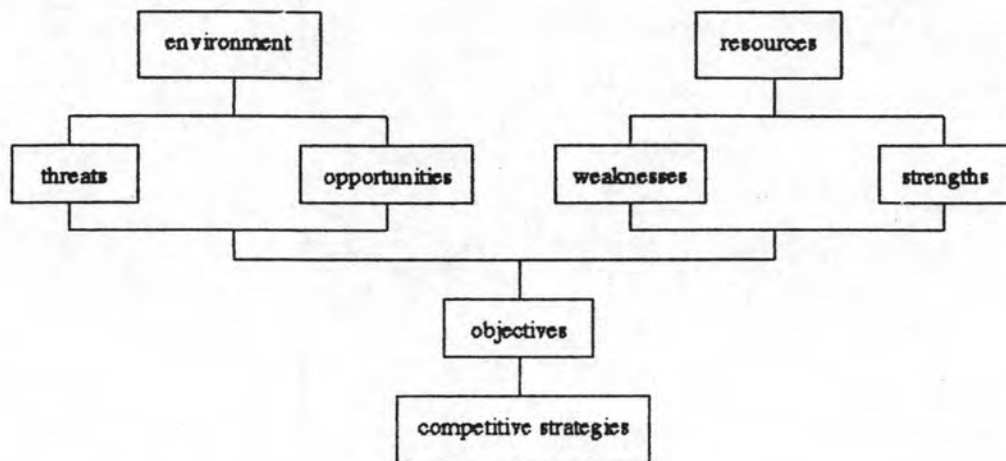 environment
resources
threats
opportunities
weaknesses
strengths
objectives
competitive strategies